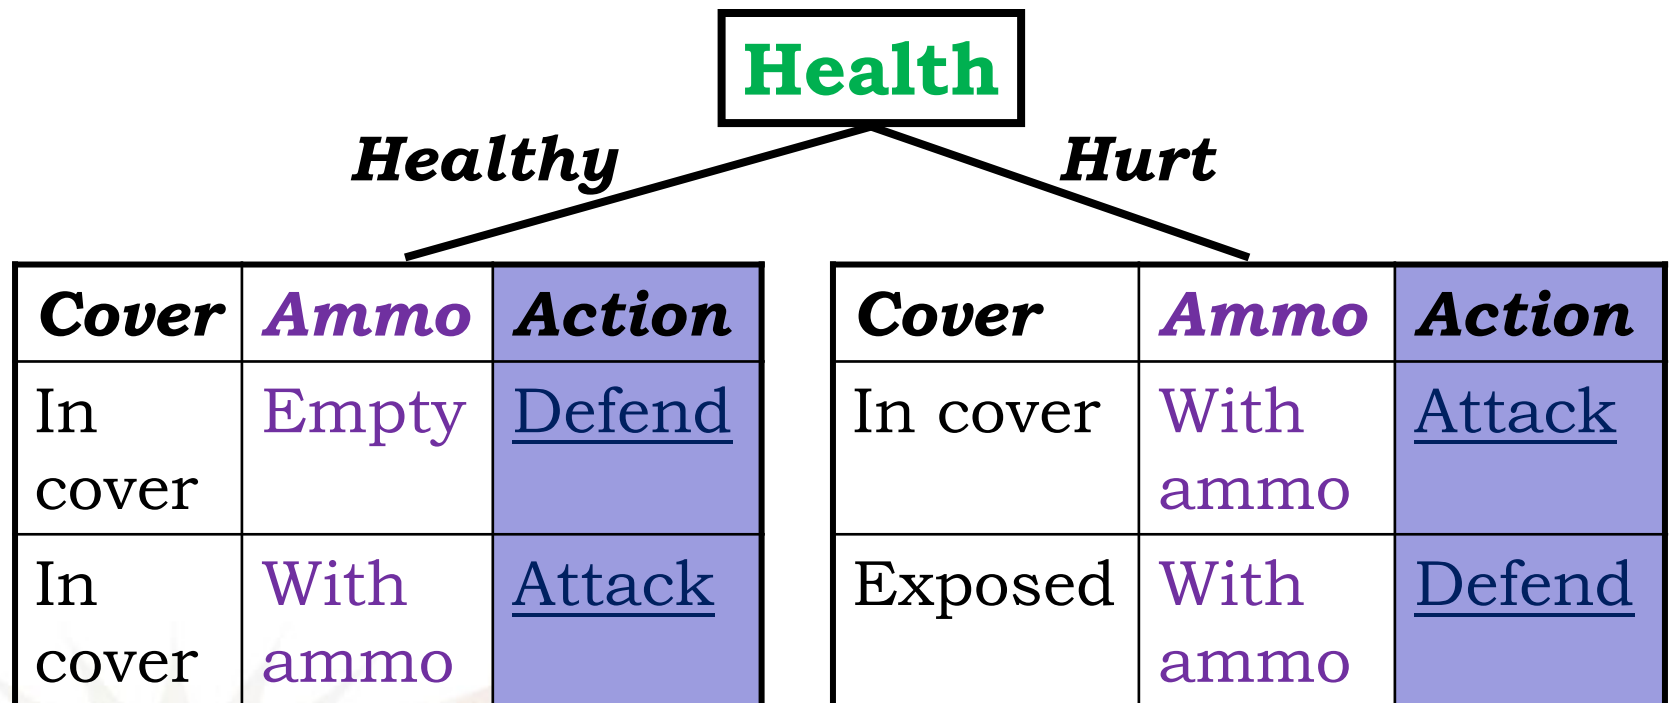 Health
Healthy Hurt
Cover Ammo Action
In cover Empty Defend
In cover With ammo Attack
Cover Ammo Action
In cover With ammo Attack
Exposed With ammo Defend